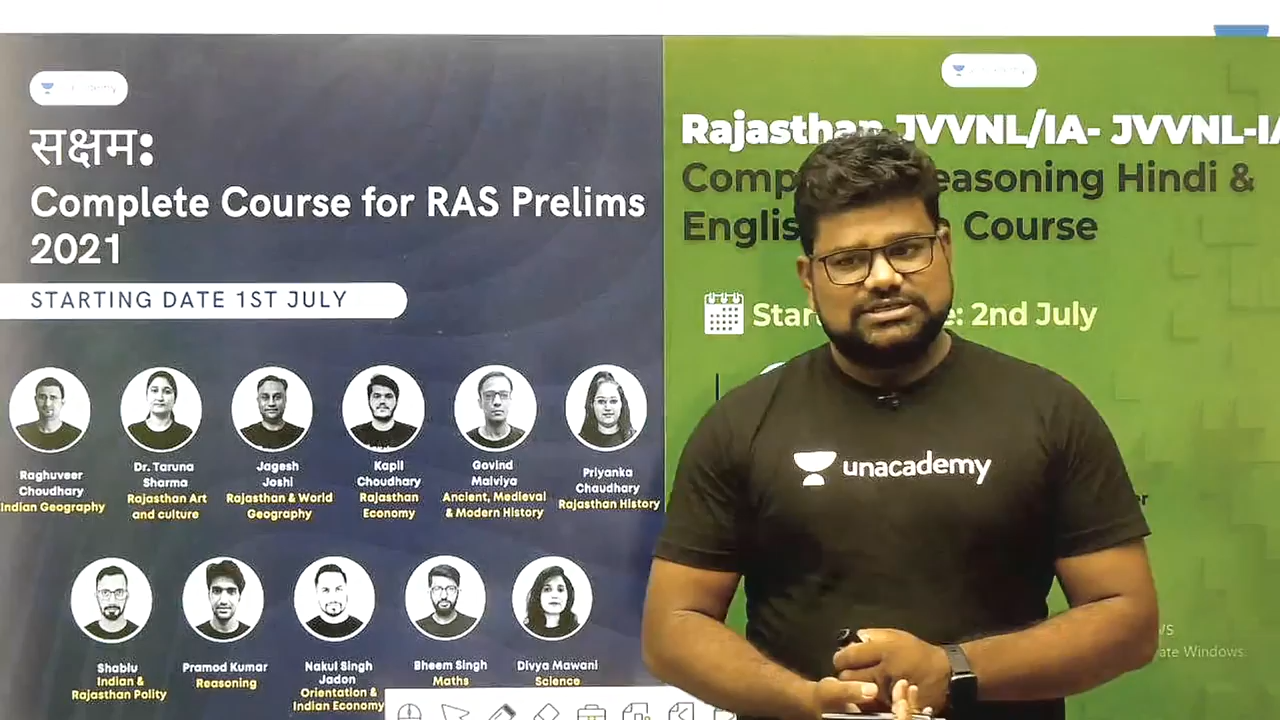 unacademy
सक्षम:
Complete Course for RAS Prelims
2021
STARTING DATE 1ST JULY
Raghuveer
Choudhary
Indian Geography
Dr. Taruna
Sharma
Rajasthan Art
and culture
Jagesh
Joshi
Rajasthan & World
Geography
Kapil
Choudhary
Rajasthan
Economy
Govind
Malviya
Ancient, Medieval
& Modern History
Priyanka
Chaudhary
Rajasthan History
Shablu
Indian &
Rajasthan Polity
Pramod Kumar
Reasoning
Nakul Singh
Jadon
Orientation &
Indian Economy
Bheem Singh
Maths
Divya Mawani
Science
Rajasthan JVVNL/IA- JVVNL-I
Hindi &
Course
2nd July
unacademy
Windows.